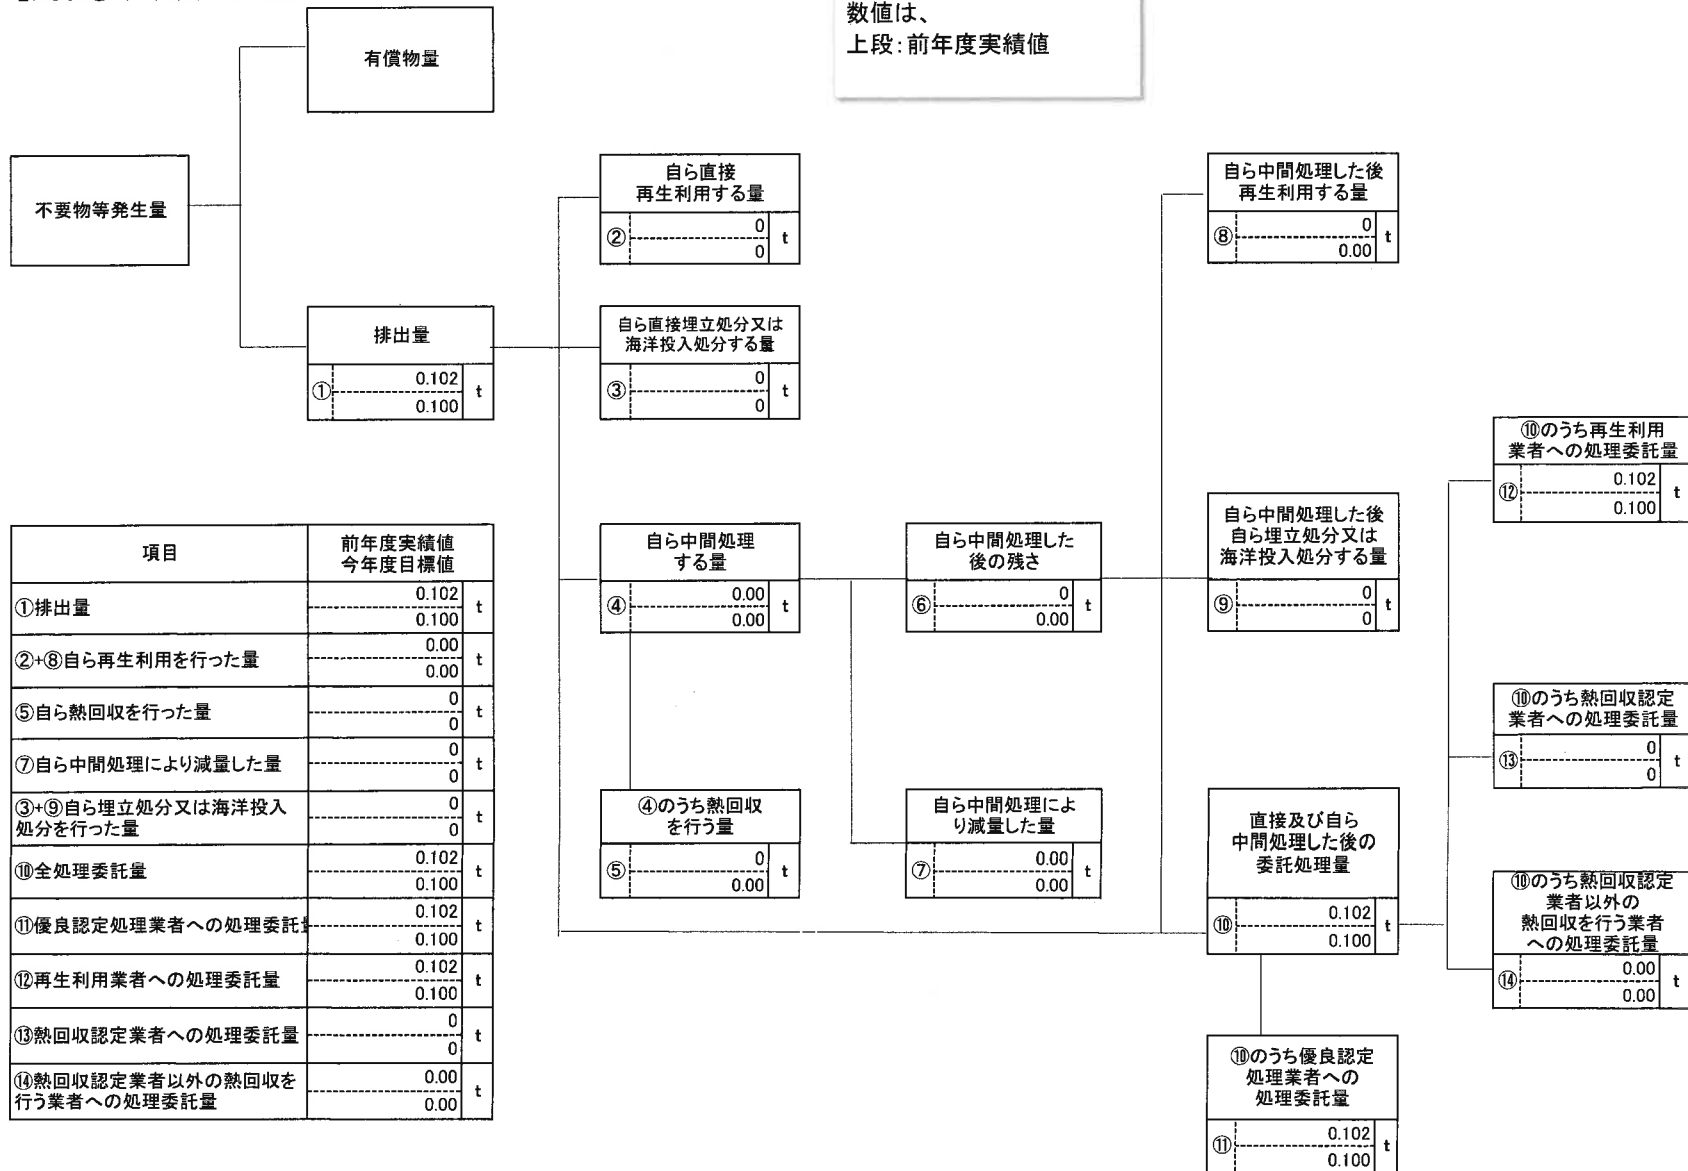 数値は、
上段：前年度実績値
有償物量
不要物等発生量
排出量
① 0.102 t
0.100
自ら直接
再生利用する量
② 0 t
0
自ら直接埋立処分又は
海洋投入処分する量
③ 0 t
0
自ら中間処理
する量
④ 0.00 t
0.00
④のうち熱回収
を行う量
⑤ 0 t
0.00
自ら中間処理した
後の残さ
⑥ 0 t
0.00
自ら中間処理によ
り減量した量
⑦ 0.00 t
0.00
自ら中間処理した後
再生利用する量
⑧ 0 t
0.00
自ら中間処理した後
自ら埋立処分又は
海洋投入処分する量
⑨ 0 t
0
直接及び自ら
中間処理した後の
委託処理量
⑩ 0.102 t
0.100
⑩のうち優良認定
処理業者への
処理委託量
⑪ 0.102 t
0.100
⑩のうち再生利用
業者への処理委託量
⑫ 0.102 t
0.100
⑩のうち熱回収認定
業者への処理委託量
⑬ 0 t
0
⑩のうち熱回収認定
業者以外の
熱回収を行う業者
への処理委託量
⑭ 0.00 t
0.00
項目 前年度実績値
今年度目標値
①排出量 0.102 t
0.100
②+⑧自ら再生利用を行った量 0.00 t
0.00
⑤自ら熱回収を行った量 0 t
0
⑦自ら中間処理により減量した量 0 t
0
③+⑨自ら埋立処分又は海洋投入
処分を行った量 0 t
0
⑩全処理委託量 0.102 t
0.100
⑪優良認定処理業者への処理委託 0.102 t
0.100
⑫再生利用業者への処理委託量 0.102 t
0.100
⑬熱回収認定業者への処理委託量 0 t
0
⑭熱回収認定業者以外の熱回収を
行う業者への処理委託量 0.00 t
0.00